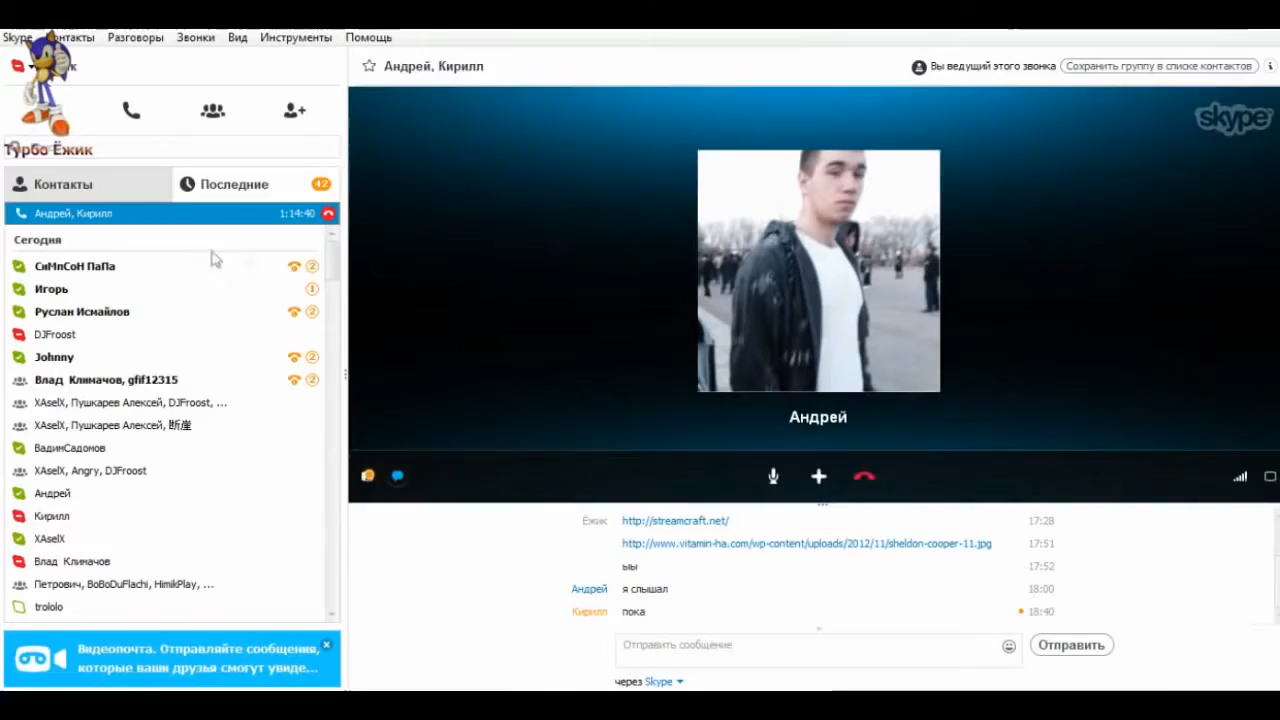 Skype Контакты Разговоры Звонки Вид Инструменты Помощь
Турбо Ёжик
Контакты
Последние 42
Андрей, Кирилл 1:14:40
Сегодня
СиМпСоН ПаПа 2
Игорь 1
Руслан Исмайлов 2
DJFroost
Johnny 2
Влад Климачов, gfif12315 2
XAselX, Пушкарев Алексей, DJFroost, ...
XAselX, Пушкарев Алексей, 断崖
ВадимСадомов
XAselX, Angry, DJFroost
Андрей
Кирилл
XAselX
Влад Климачов
Петрович, BoBoDuFlachi, HimikPlay, ...
trololo
Видеопочта. Отправляйте сообщения,
которые ваши друзья смогут увиде...
Андрей, Кирилл
Вы ведущий этого звонка
Сохранить группу в списке контактов
skype
Андрей
Ёжик http://streamcraft.net/ 17:28
http://www.vitamin-ha.com/wp-content/uploads/2012/11/sheldon-cooper-11.jpg 17:51
ыы 17:52
Андрей я слышал 18:00
Кирилл пока 18:40
Отправить сообщение
Отправить
через Skype